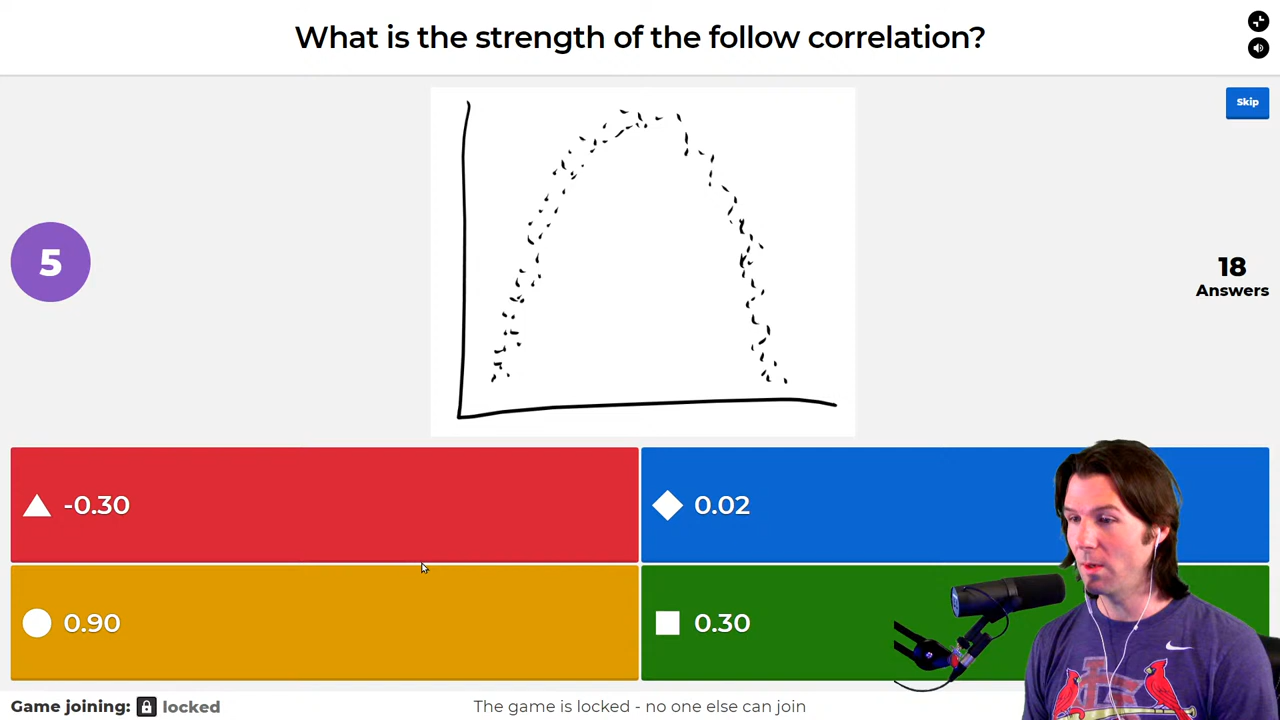 What is the strength of the follow correlation?
Skip
5
18
Answers
-0.30
0.02
0.90
0.30
Game joining: locked
The game is locked - no one else can join